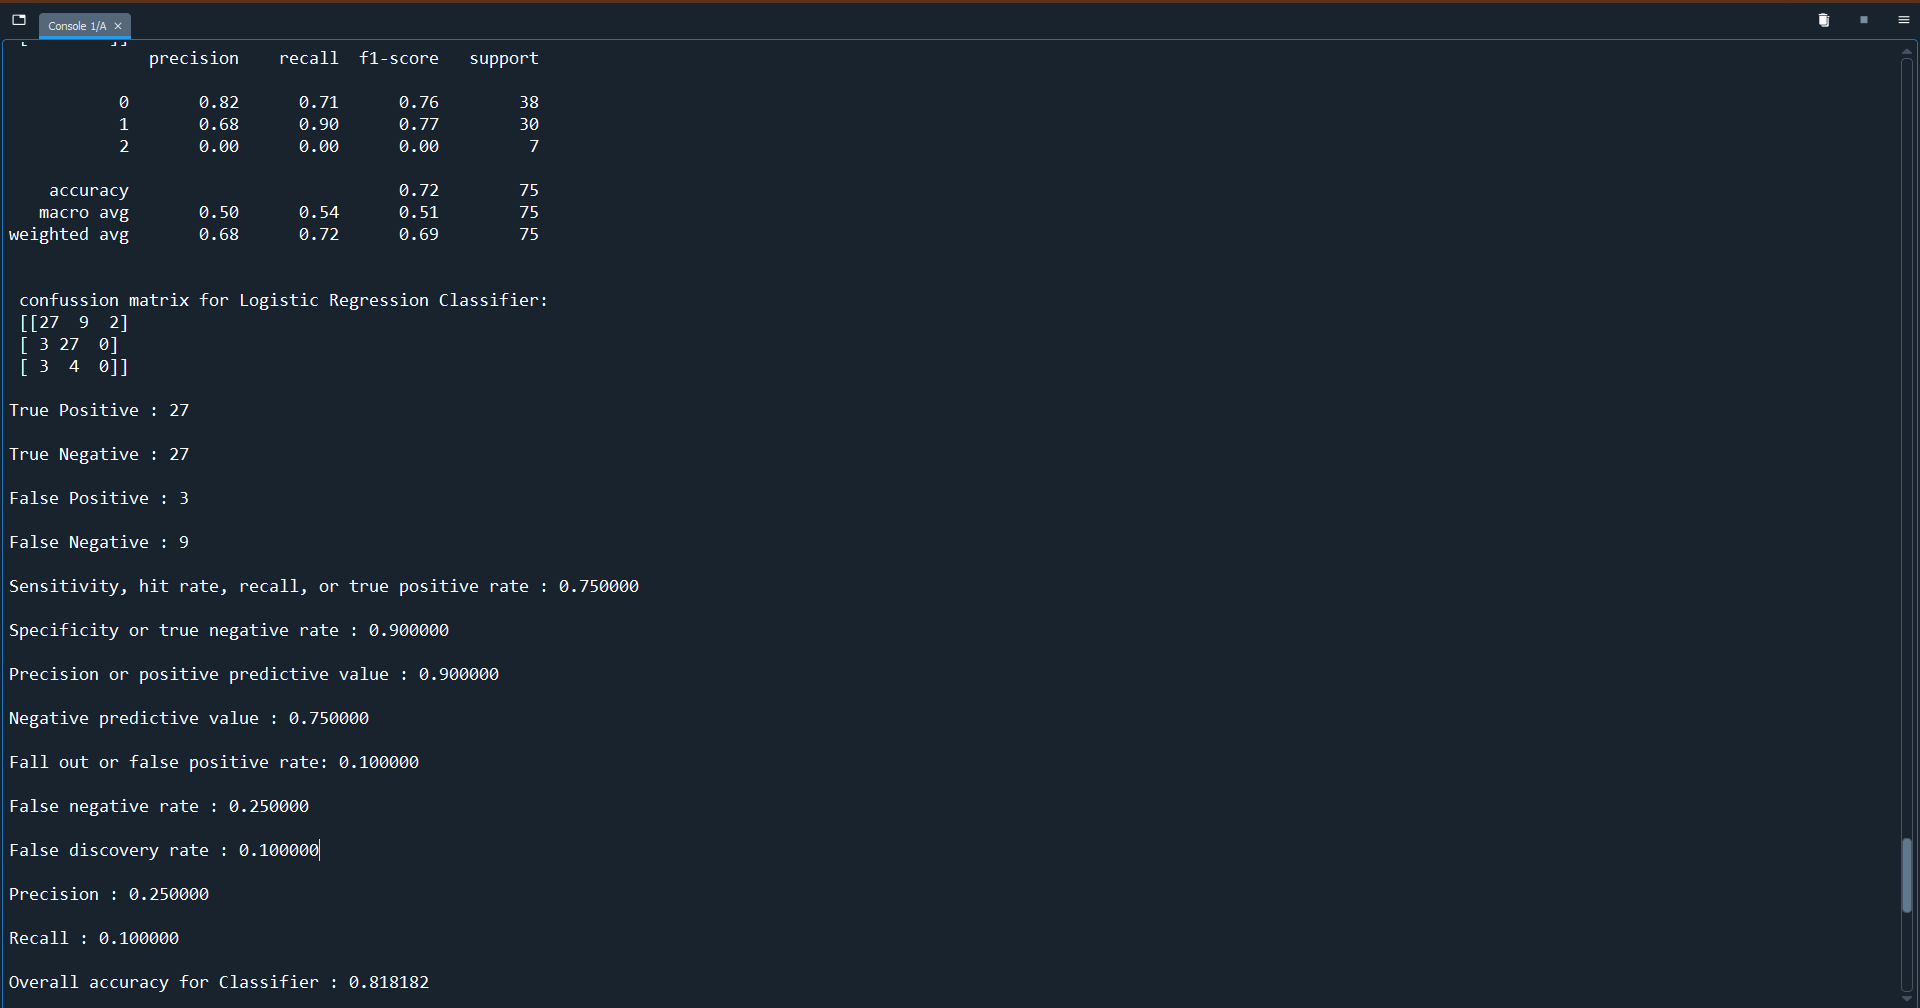 Console 1/A ×
[ ]]
precision recall f1-score support
0 0.82 0.71 0.76 38
1 0.68 0.90 0.77 30
2 0.00 0.00 0.00 7
accuracy 0.72 75
macro avg 0.50 0.54 0.51 75
weighted avg 0.68 0.72 0.69 75
confussion matrix for Logistic Regression Classifier:
[[27 9 2]
[ 3 27 0]
[ 3 4 0]]
True Positive : 27
True Negative : 27
False Positive : 3
False Negative : 9
Sensitivity, hit rate, recall, or true positive rate : 0.750000
Specificity or true negative rate : 0.900000
Precision or positive predictive value : 0.900000
Negative predictive value : 0.750000
Fall out or false positive rate: 0.100000
False negative rate : 0.250000
False discovery rate : 0.100000
Precision : 0.250000
Recall : 0.100000
Overall accuracy for Classifier : 0.818182